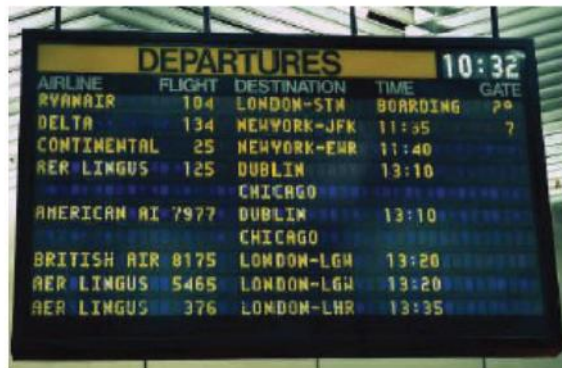 DEPARTURES 10:32
AIRLINE FLIGHT DESTINATION TIME GATE
RYANAIR 104 LONDON-STN BOARDING 29
DELTA 134 NEWYORK-JFK 11:35 7
CONTINENTAL 25 NEWYORK-EWR 11:40
AER LINGUS 125 DUBLIN 13:10
CHICAGO
AMERICAN AI 7977 DUBLIN 13:10
CHICAGO
BRITISH AIR 8175 LONDON-LGW 13:20
AER LINGUS 5465 LONDON-LGW 13:20
AER LINGUS 376 LONDON-LHR 13:35